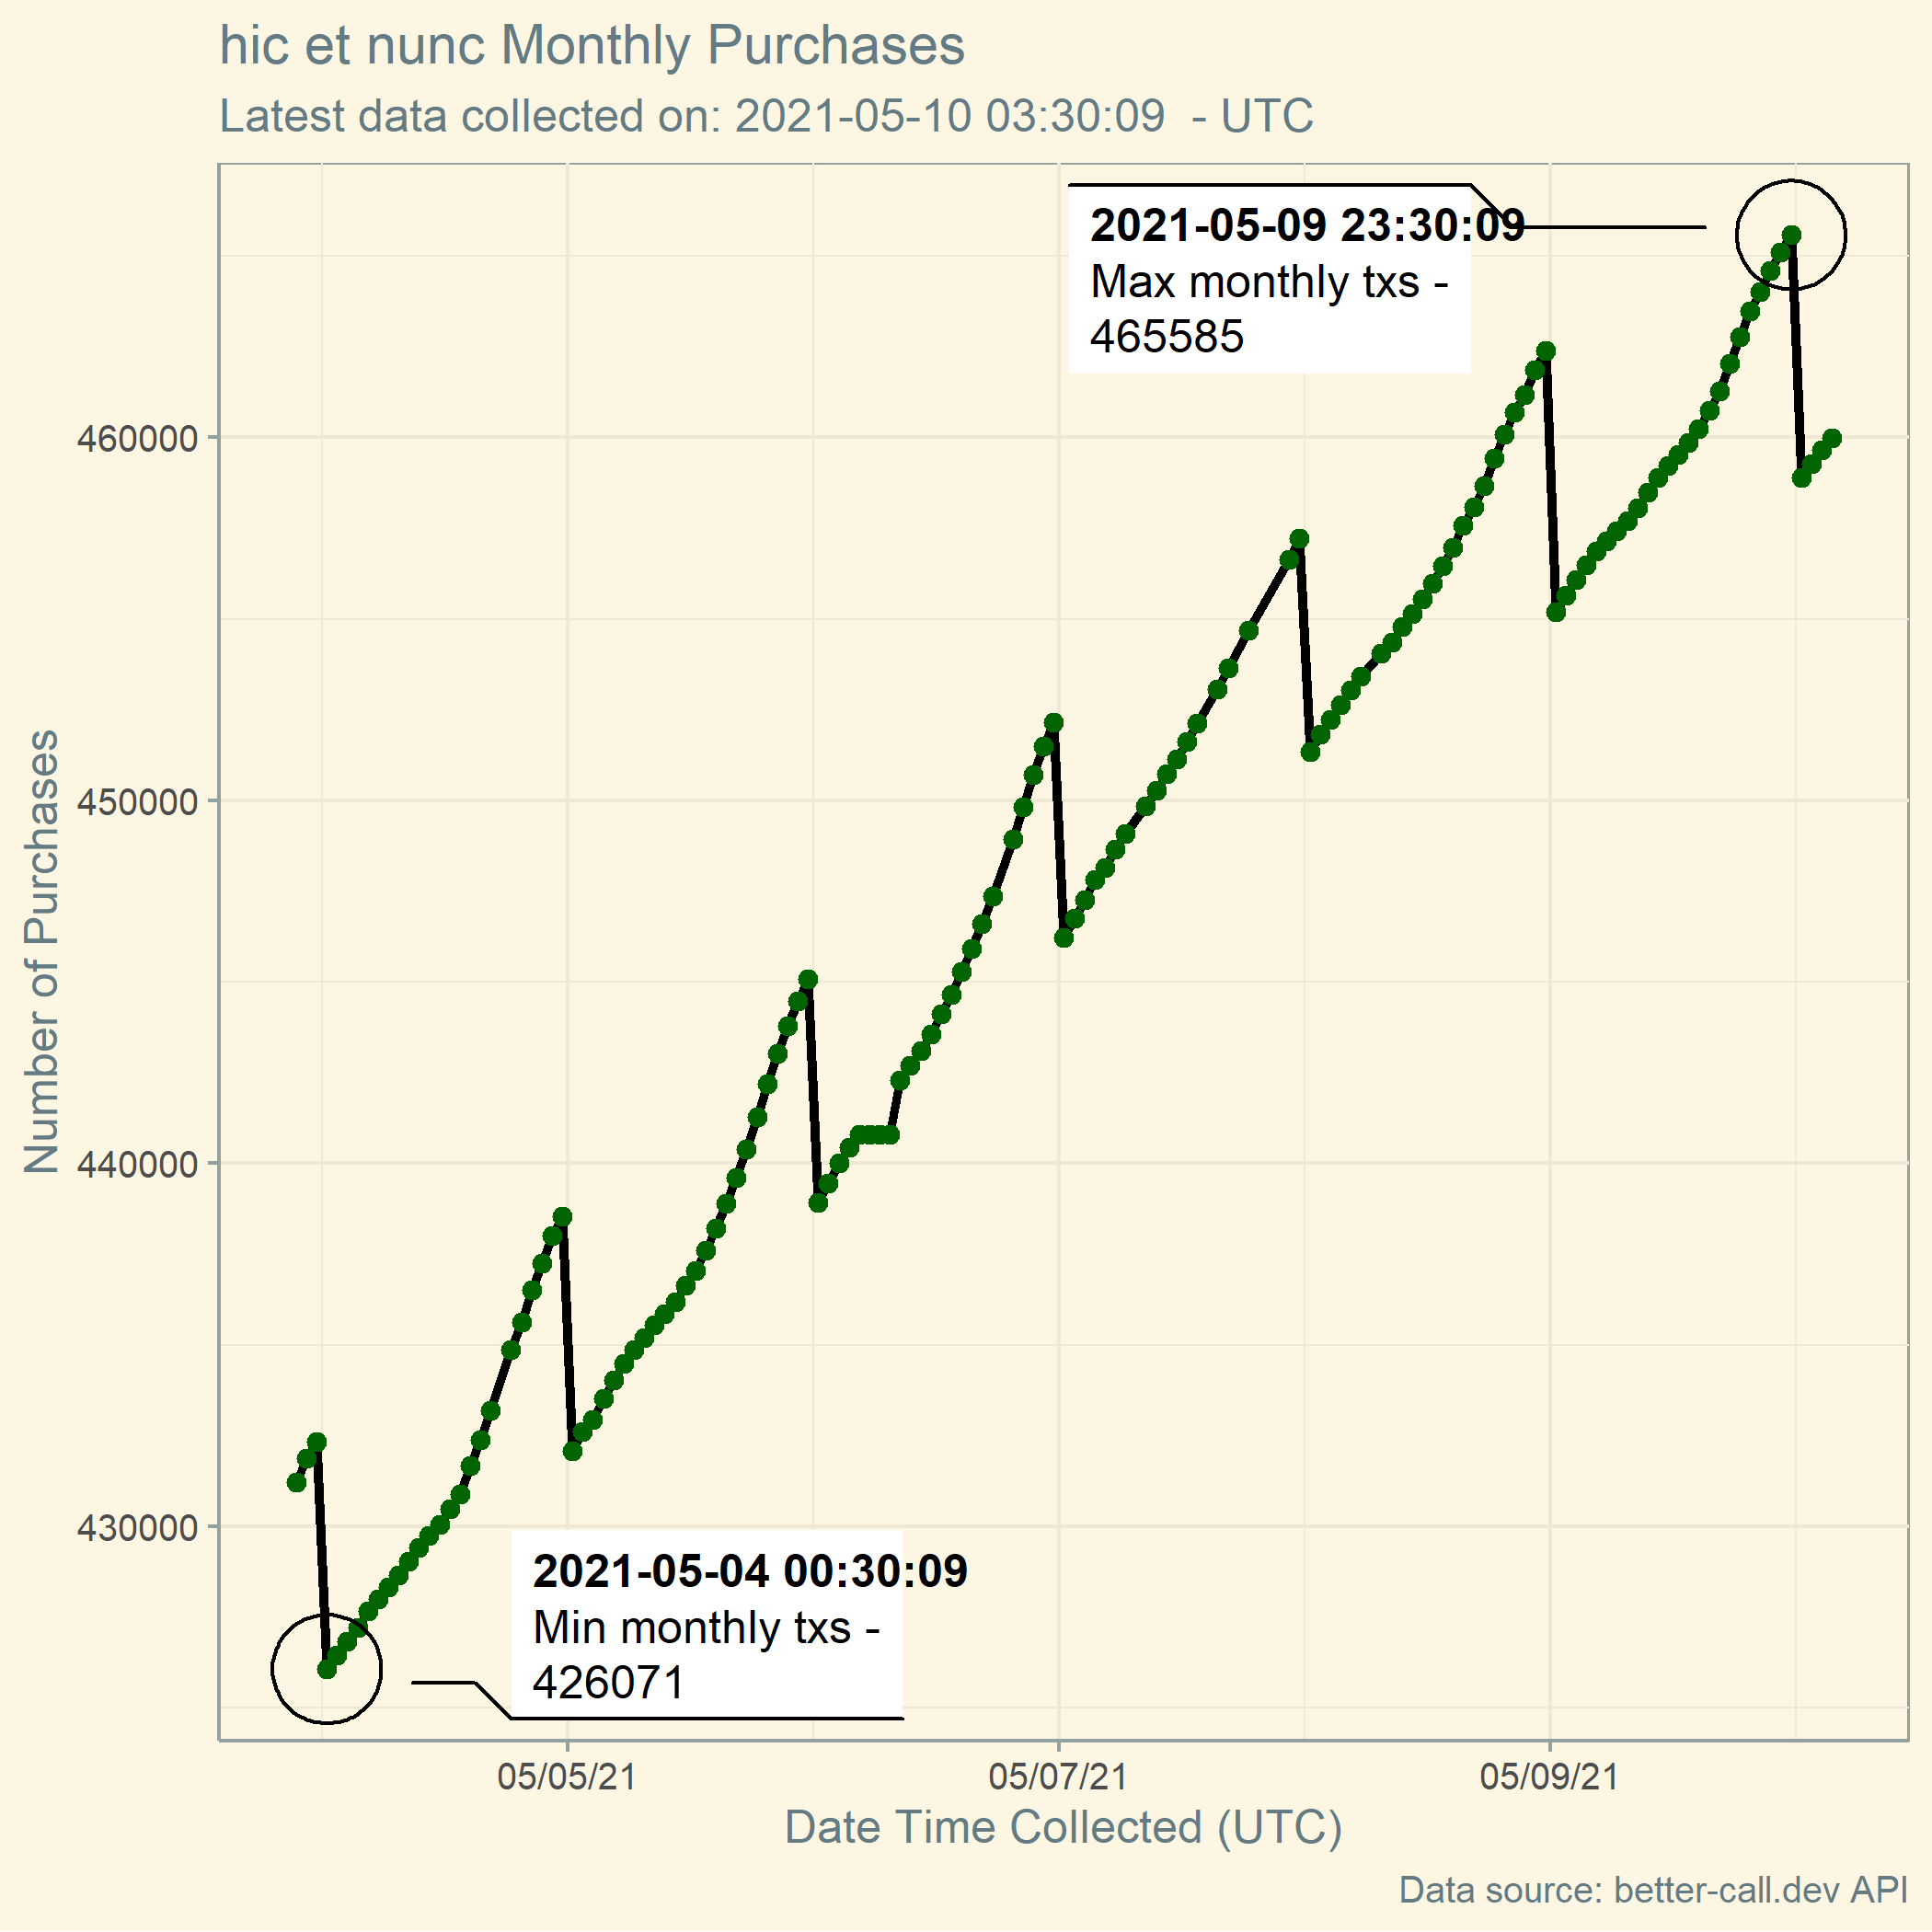 hic et nunc Monthly Purchases
Latest data collected on: 2021-05-10 03:30:09  - UTC
2021-05-09 23:30:09
Max monthly txs -
465585
460000
450000
Number of Purchases
440000
430000
2021-05-04 00:30:09
Min monthly txs -
426071
05/05/21 05/07/21 05/09/21
Date Time Collected (UTC)
Data source: better-call.dev API